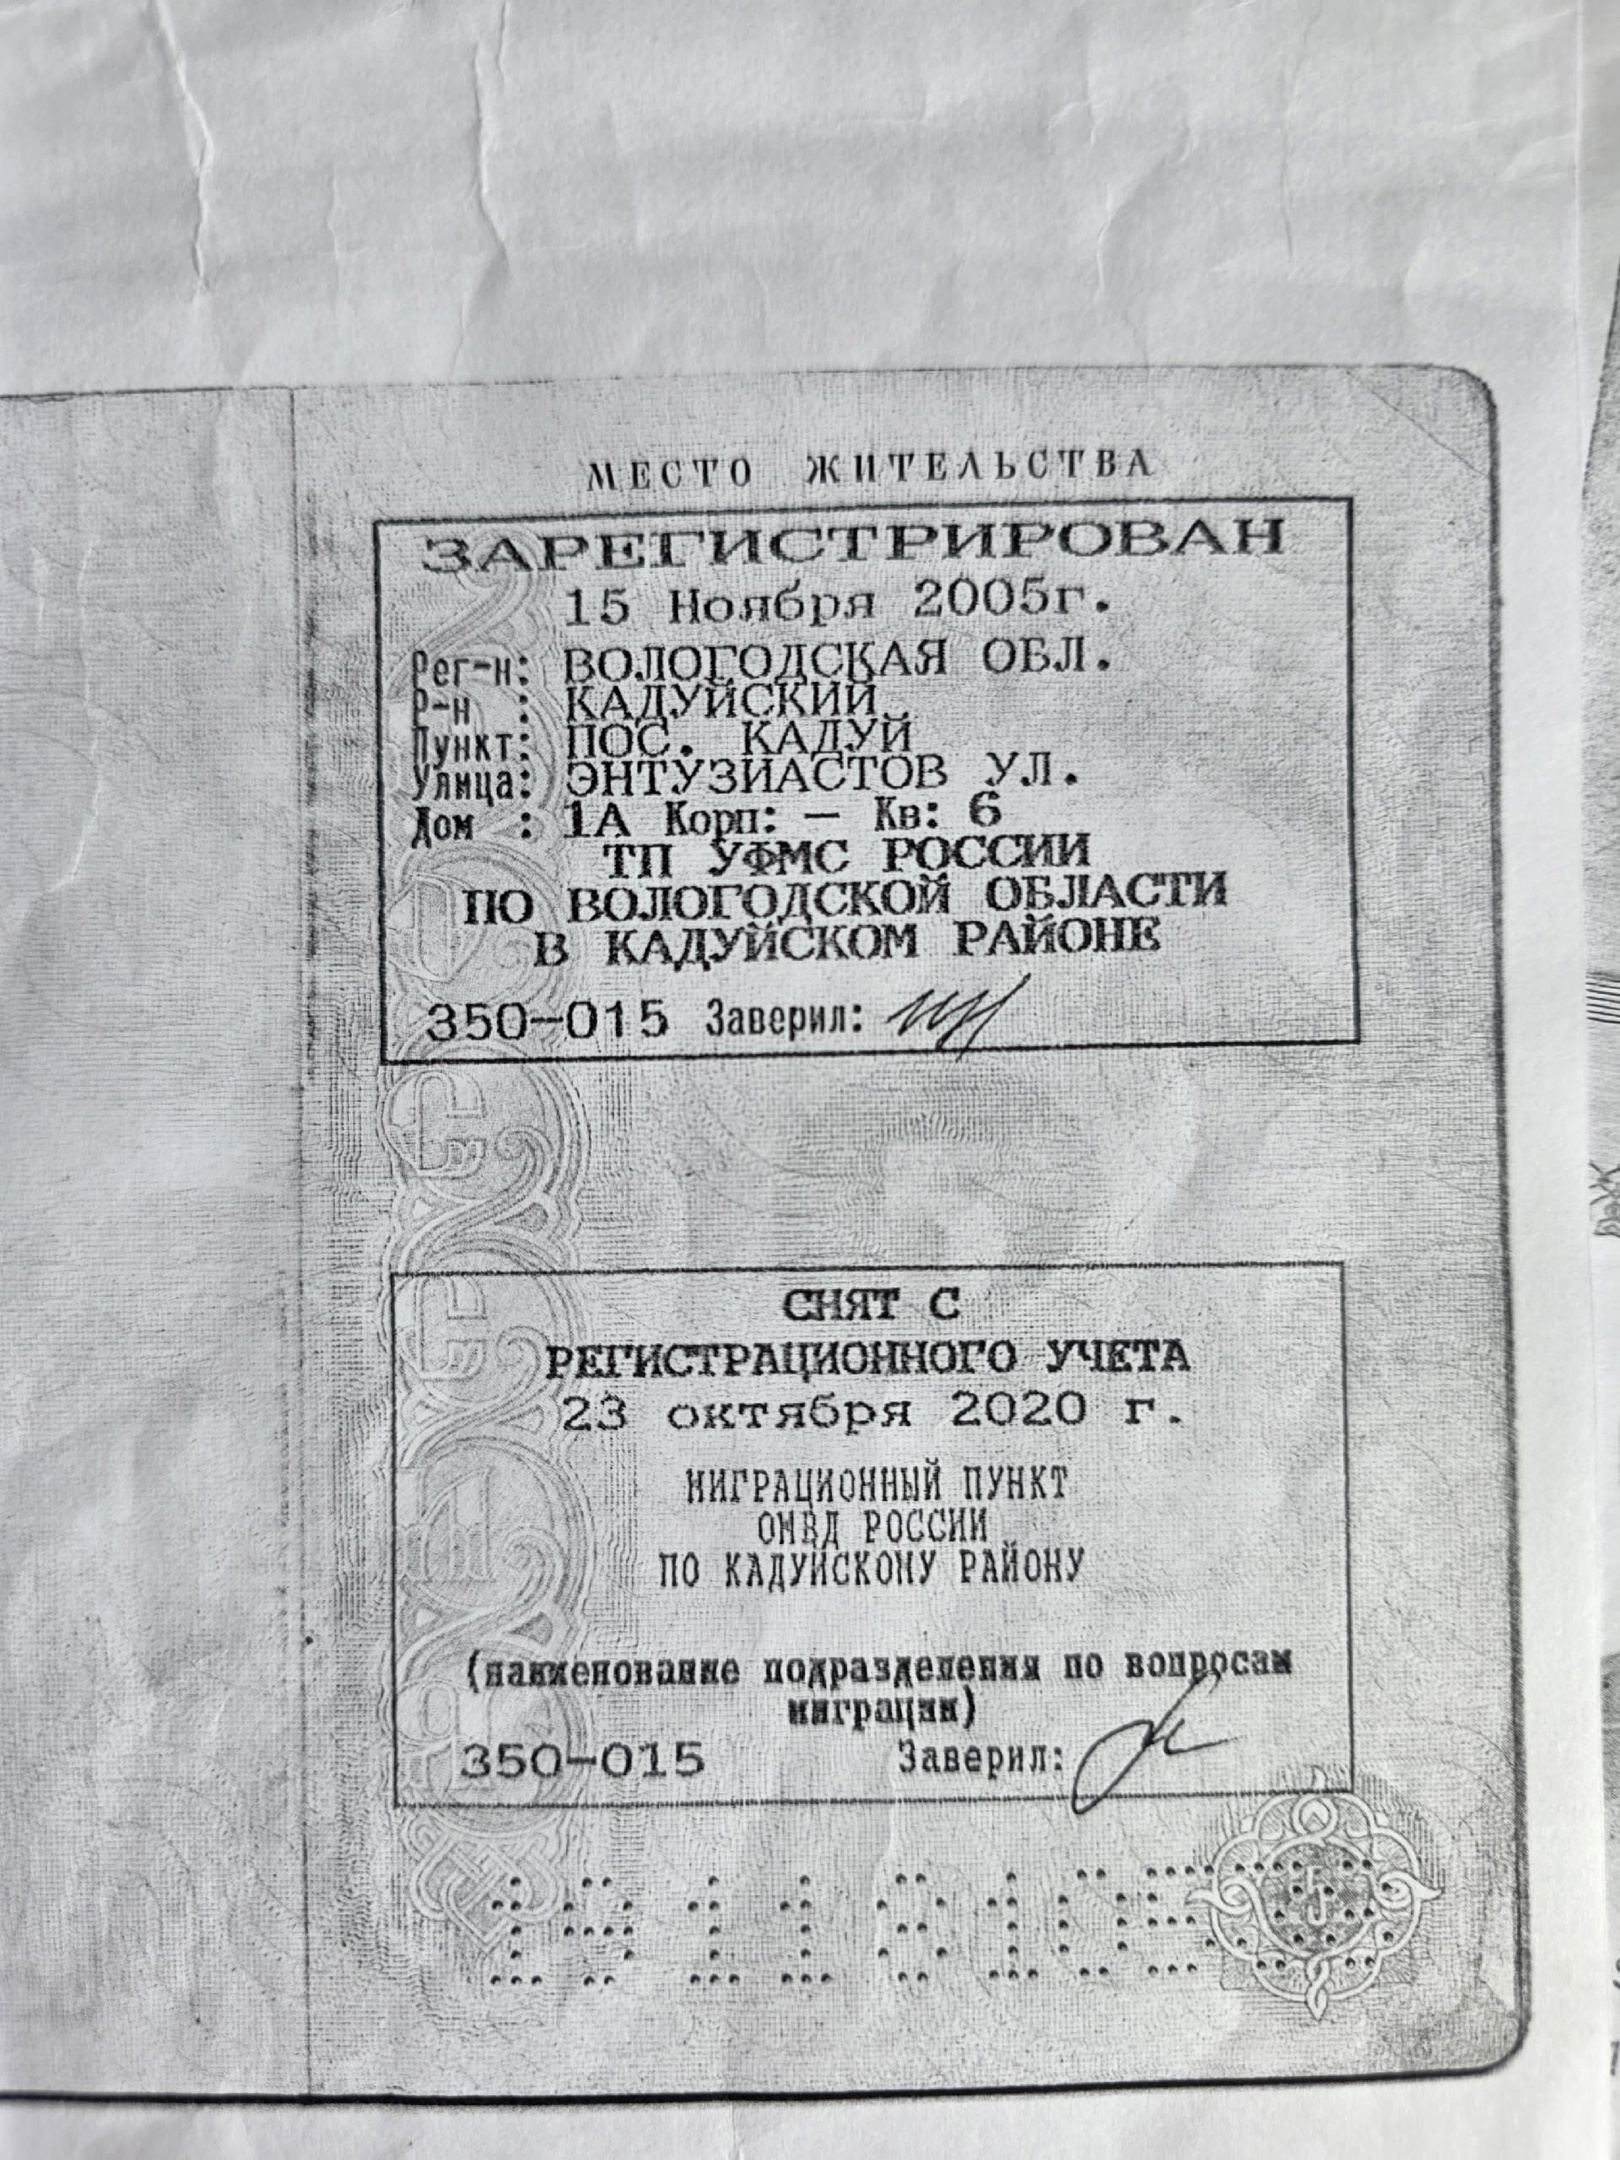 МЕСТО ЖИТЕЛЬСТВА
ЗАРЕГИСТРИРОВАН
15 Ноября 2005г.
Рег-н: ВОЛОГОДСКАЯ ОБЛ.
Р-н : КАДУЙСКИЙ
Пункт: ПОС. КАДУЙ
Улица: ЭНТУЗИАСТОВ УЛ.
Дом : 1А Корп: — Кв: 6
ТП УФМС РОССИИ
ПО ВОЛОГОДСКОЙ ОБЛАСТИ
В КАДУЙСКОМ РАЙОНЕ
350-015 Заверил:
СНЯТ С
РЕГИСТРАЦИОННОГО УЧЕТА
23 октября 2020 г.
МИГРАЦИОННЫЙ ПУНКТ
ОМВД РОССИИ
ПО КАДУЙСКОМУ РАЙОНУ
(наименование подразделения по вопросам
миграции)
350-015 Заверил:
5